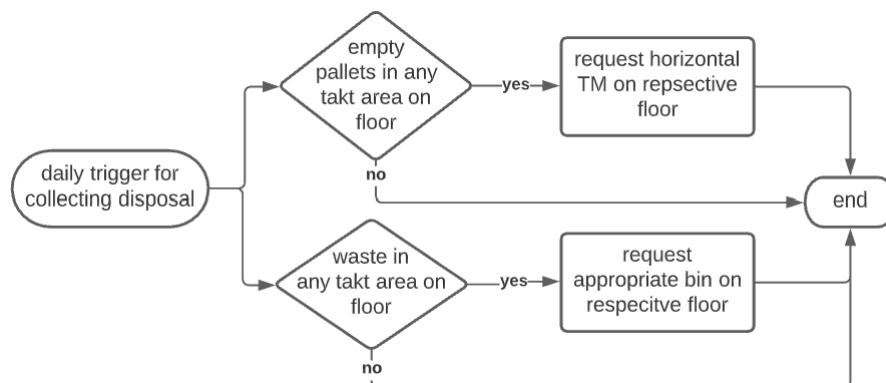 empty
pallets in any
takt area on
floor
yes
request horizontal
TM on repsective
floor
no
daily trigger for
collecting disposal
end
waste in
any takt area on
floor
yes
request
appropriate bin on
respecitve floor
no